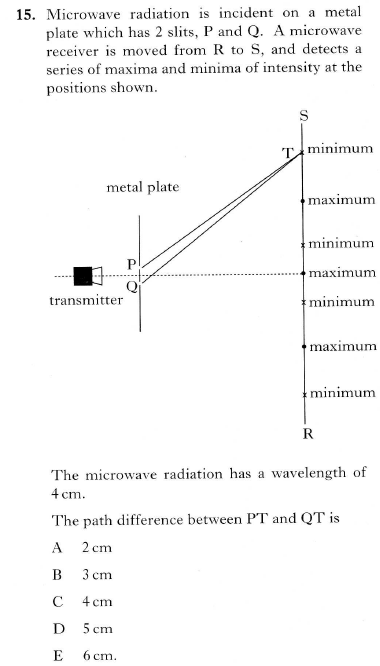 15. Microwave radiation is incident on a metal
plate which has 2 slits, P and Q. A microwave
receiver is moved from R to S, and detects a
series of maxima and minima of intensity at the
positions shown.
S
T
minimum
metal plate
maximum
minimum
P
maximum
Q
transmitter
minimum
maximum
minimum
R
The microwave radiation has a wavelength of
4 cm.
The path difference between PT and QT is
A 2 cm
B 3 cm
C 4 cm
D 5 cm
E 6 cm.